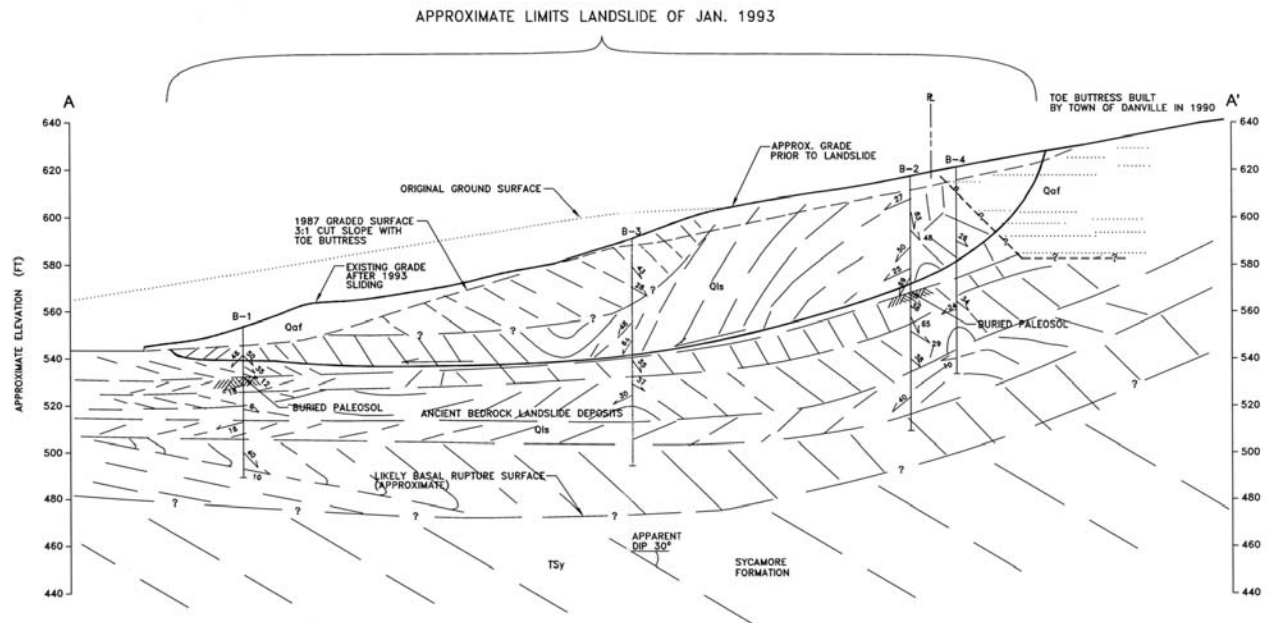 APPROXIMATE LIMITS LANDSLIDE OF JAN. 1993
A
A'
TOE BUTTRESS BUILT
BY TOWN OF DANVILLE IN 1990
APPROX. GRADE
PRIOR TO LANDSLIDE
ORIGINAL GROUND SURFACE
1987 GRADED SURFACE
3:1 CUT SLOPE WITH
TOE BUTTRESS
EXISTING GRADE
AFTER 1993
SLIDING
B-1
B-3
B-2
B-4
Qaf
Qaf
Qls
BURIED PALEOSOL
BURIED PALEOSOL
ANCIENT BEDROCK LANDSLIDE DEPOSITS
Qls
LIKELY BASAL RUPTURE SURFACE
(APPROXIMATE)
APPARENT
DIP 30°
TSy
SYCAMORE
FORMATION
APPROXIMATE ELEVATION (FT)
640
620
600
580
560
540
520
500
480
460
440
640
620
600
580
560
540
520
500
480
460
440